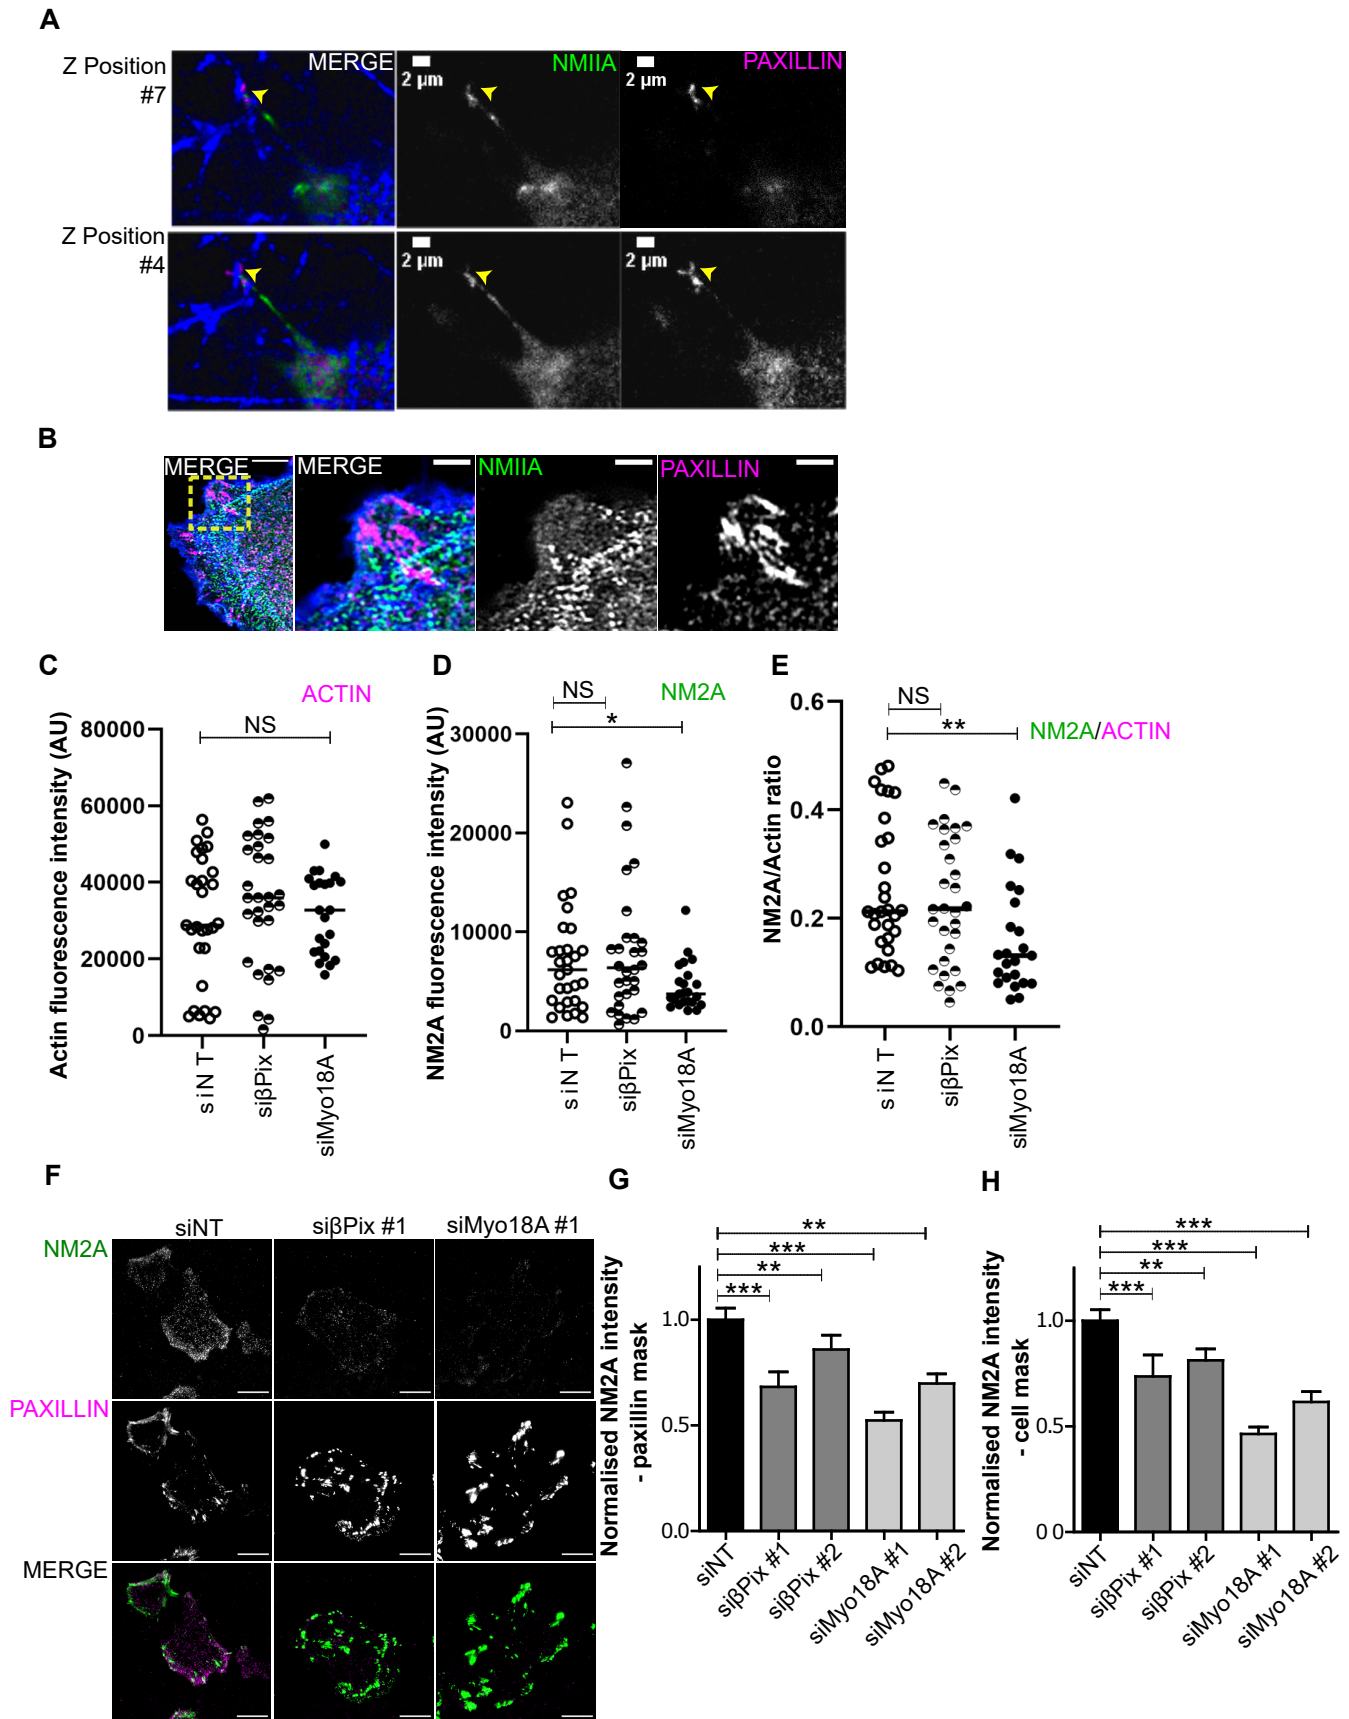 A
Z Position
#7
MERGE
NMIIA
PAXILLIN
2 µm
2 µm
Z Position
#4
2 µm
2 µm
B
MERGE
MERGE
NMIIA
PAXILLIN
C
ACTIN
NS
Actin fluorescence intensity (AU)
80000
60000
40000
20000
0
siNT
siβPix
siMyo18A
D
NM2A
NS
*
NM2A fluorescence intensity (AU)
30000
20000
10000
0
siNT
siβPix
siMyo18A
E
NM2A/ACTIN
NS
**
NM2A/Actin ratio
0.6
0.4
0.2
0.0
siNT
siβPix
siMyo18A
F
siNT
siβPix #1
siMyo18A #1
NM2A
PAXILLIN
MERGE
G
Normalised NM2A intensity
- paxillin mask
**
***
**
***
1.0
0.5
0.0
siNT
siβPix #1
siβPix #2
siMyo18A #1
siMyo18A #2
H
Normalised NM2A intensity
- cell mask
***
***
**
***
1.0
0.5
0 0
siNT
siβPix #1
siβPix #2
siMyo18A #1
siMyo18A #2